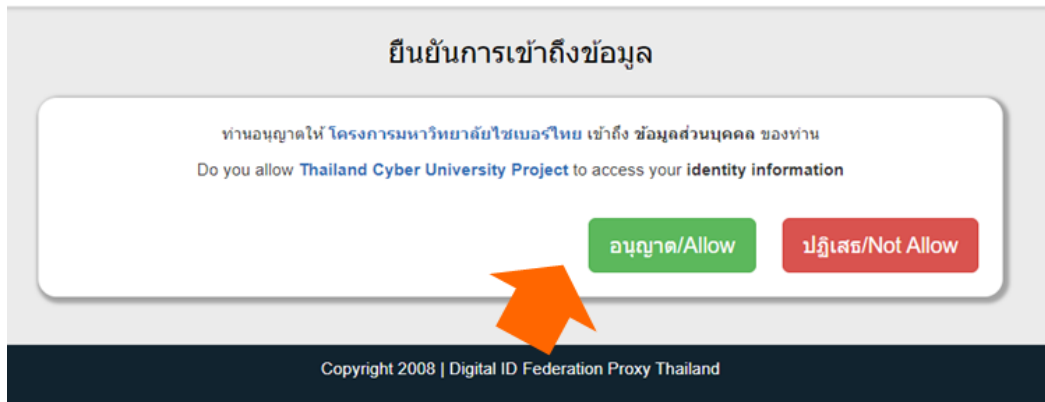 ยืนยันการเข้าถึงข้อมูล
ท่านอนุญาตให้ โครงการมหาวิทยาลัยไซเบอร์ไทย เข้าถึง ข้อมูลส่วนบุคคล ของท่าน
Do you allow Thailand Cyber University Project to access your identity information
อนุญาต/Allow ปฏิเสธ/Not Allow
Copyright 2008 | Digital ID Federation Proxy Thailand